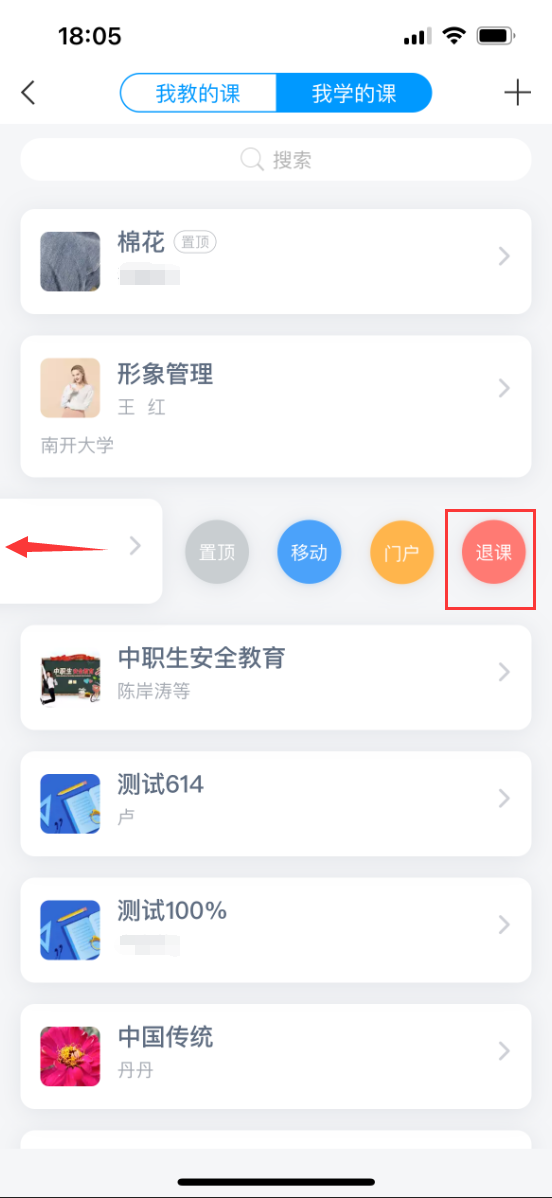 18:05
我教的课 我学的课
搜索
棉花 置顶
形象管理
王 红
南开大学
置顶 移动 门户 退课
中职生安全教育
陈岸涛等
测试614
卢
测试100%
中国传统
丹丹